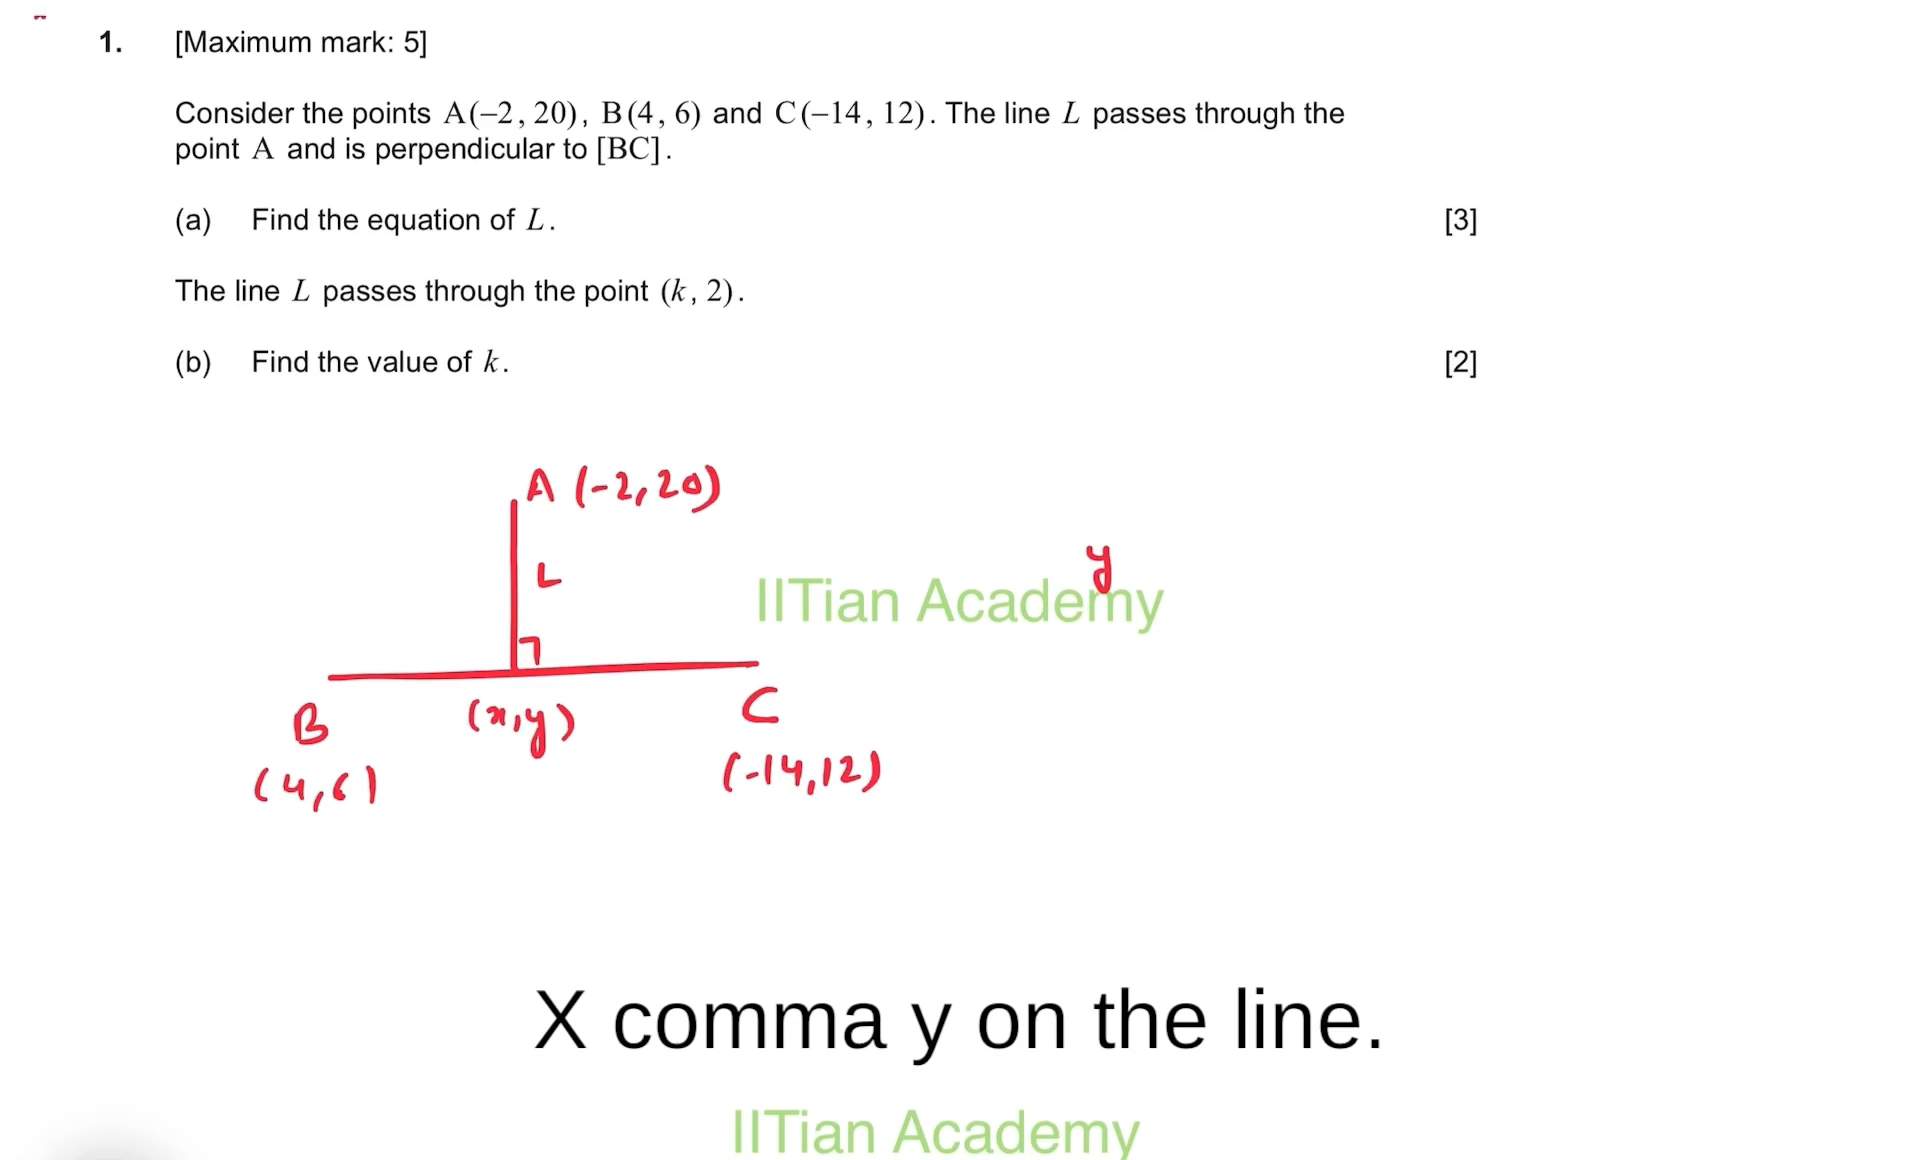 1. [Maximum mark: 5]
Consider the points A(–2, 20), B(4, 6) and C(–14, 12). The line L passes through the
point A and is perpendicular to [BC].
(a) Find the equation of L. [3]
The line L passes through the point (k, 2).
(b) Find the value of k. [2]
A (-2,20)
y
L
IITian Academy
B (x,y) C
(4,6) (-14,12)
X comma y on the line.
IITian Academy